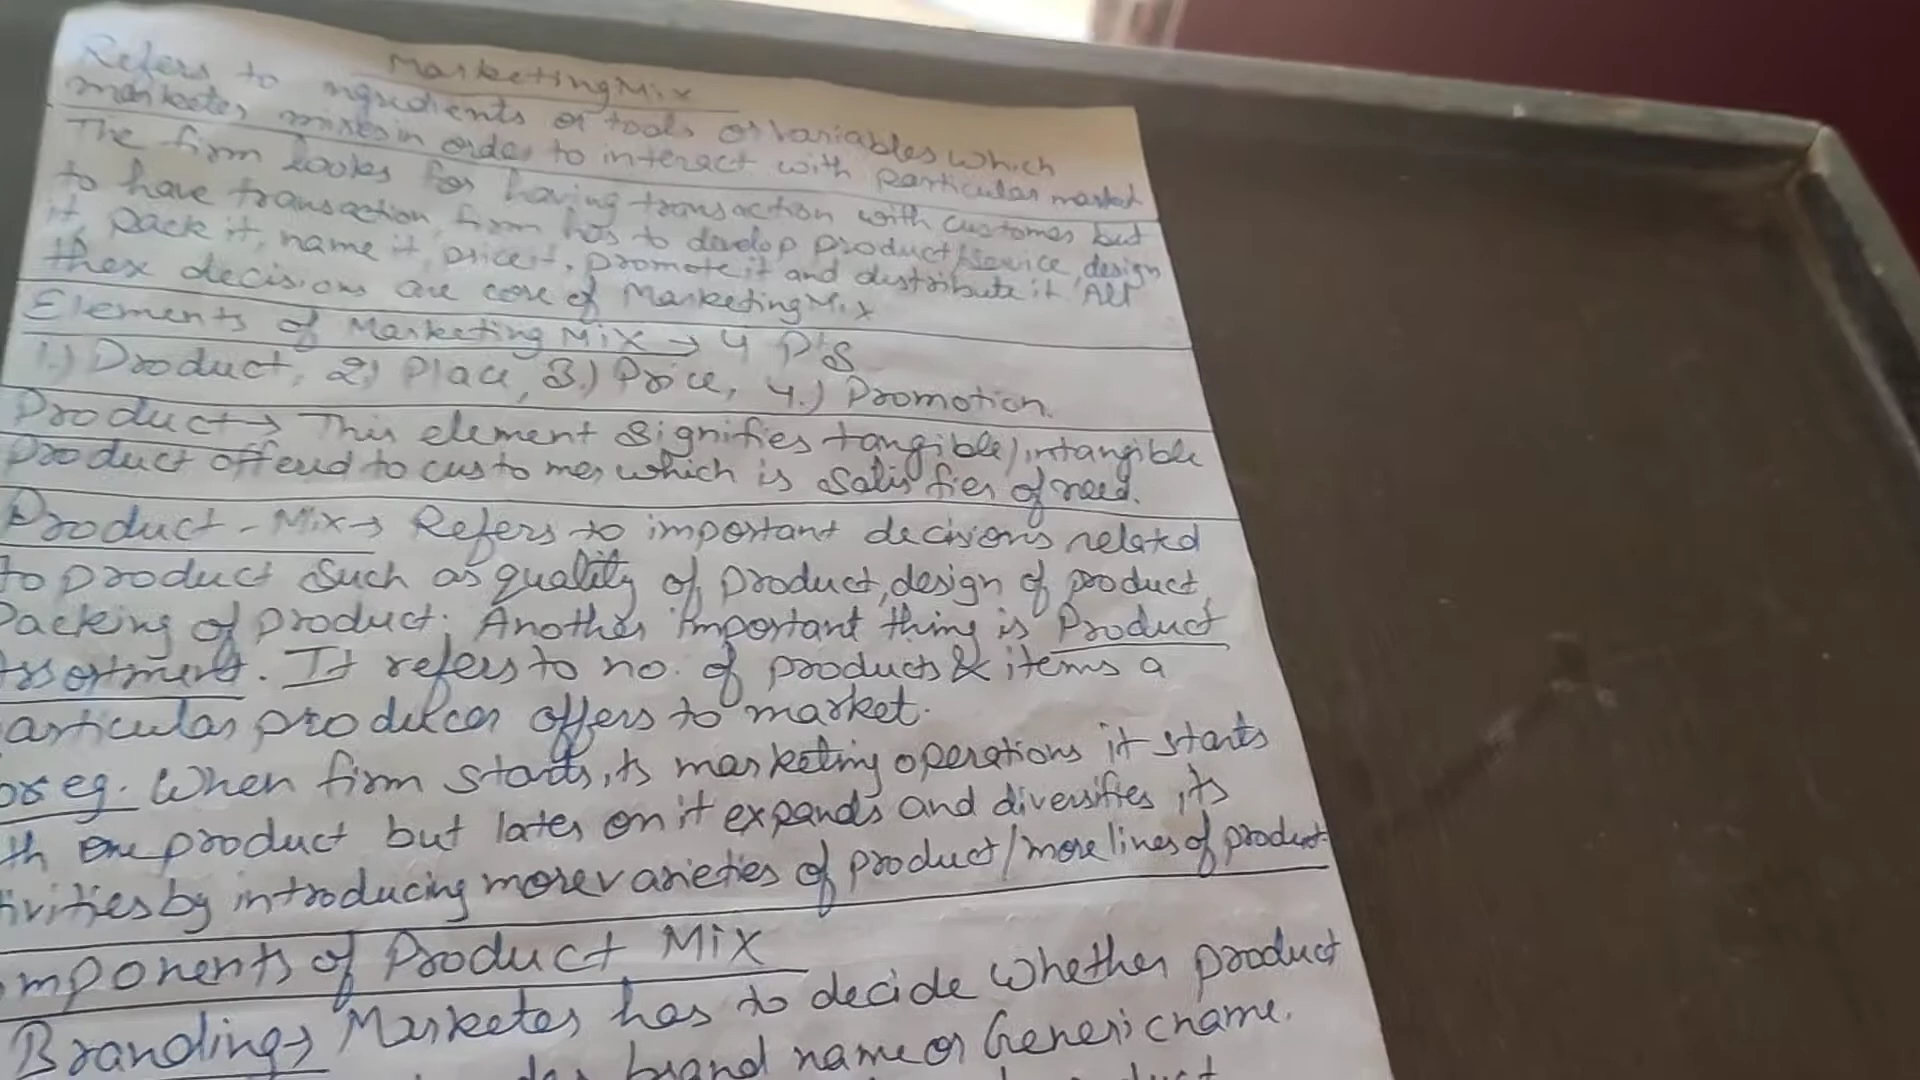 Marketing Mix
Refers to ingredients or tools or variables which
marketer mixes in order to interact with particular market
The firm looks for having transaction with customer but
to have transaction, firm has to develop product/service, design
it, pack it, name it, price it, promote it and distribute it. All
these decisions are core of Marketing Mix
Elements of Marketing Mix → 4 P's
1.) Product, 2.) Place, 3.) Price, 4.) Promotion.
Product → This element signifies tangible/intangible
product offered to customer which is satisfier of need.
Product-Mix → Refers to important decisions related
to product such as quality of product, design of product,
Packing of product. Another important thing is Product
Assortment. It refers to no. of products & items a
articular producer offers to market.
or eg. When firm starts its marketing operations it starts
th one product but later on it expands and diversifies its
tivities by introducing more varieties of product/more lines of product
omponents of Product Mix
Branding → Marketer has to decide whether product
brand name or Generic name.